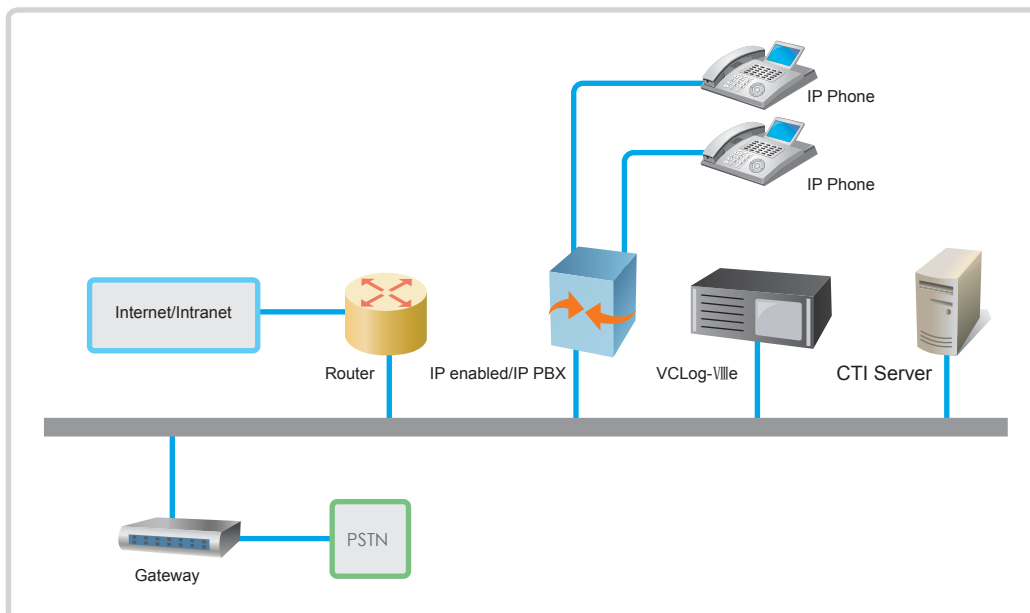 IP Phone
IP Phone
Internet/Intranet
Router
IP enabled/IP PBX
VCLog-Ⅷe
CTI Server
PSTN
Gateway